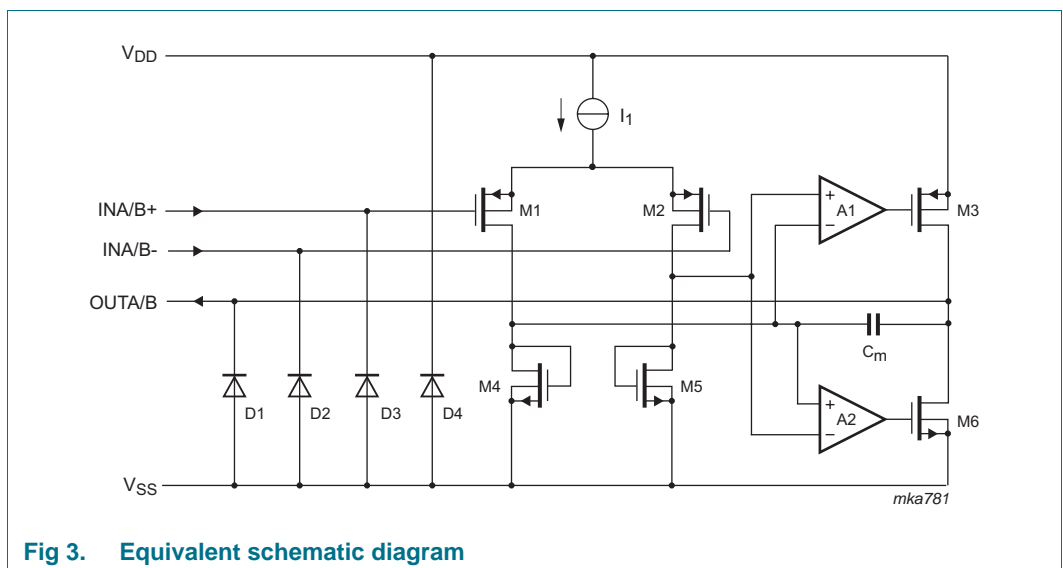 V_DD
I_1
INA/B+
M1
M2
+
A1
−
M3
INA/B-
OUTA/B
C_m
M4
M5
+
A2
−
M6
D1
D2
D3
D4
V_SS
mka781
Fig 3. Equivalent schematic diagram